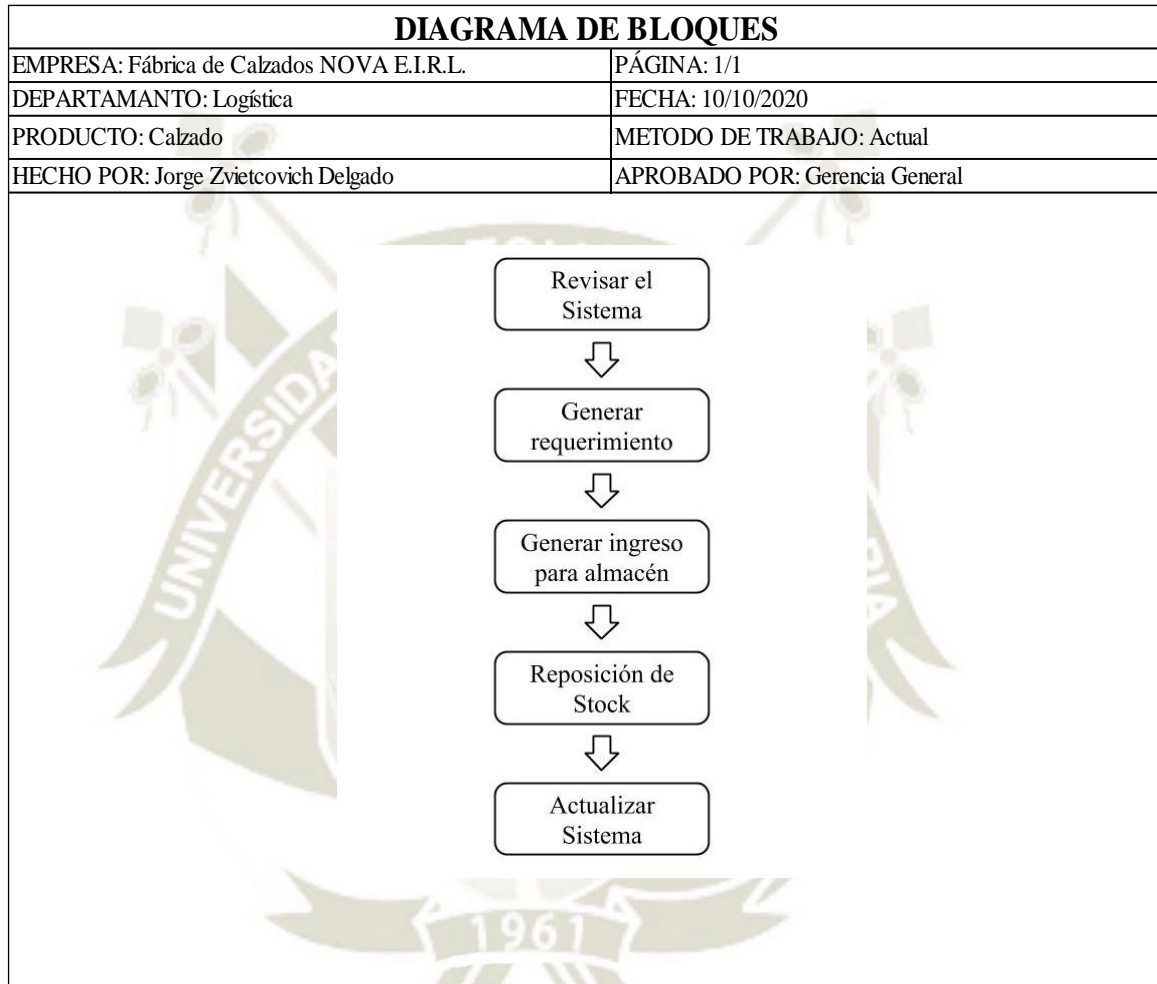 DIAGRAMA DE BLOQUES
EMPRESA: Fábrica de Calzados NOVA E.I.R.L.
PÁGINA: 1/1
DEPARTAMANTO: Logística
FECHA: 10/10/2020
PRODUCTO: Calzado
METODO DE TRABAJO: Actual
HECHO POR: Jorge Zvietcovich Delgado
APROBADO POR: Gerencia General
Revisar el
Sistema
Generar
requerimiento
Generar ingreso
para almacén
Reposición de
Stock
Actualizar
Sistema
1961